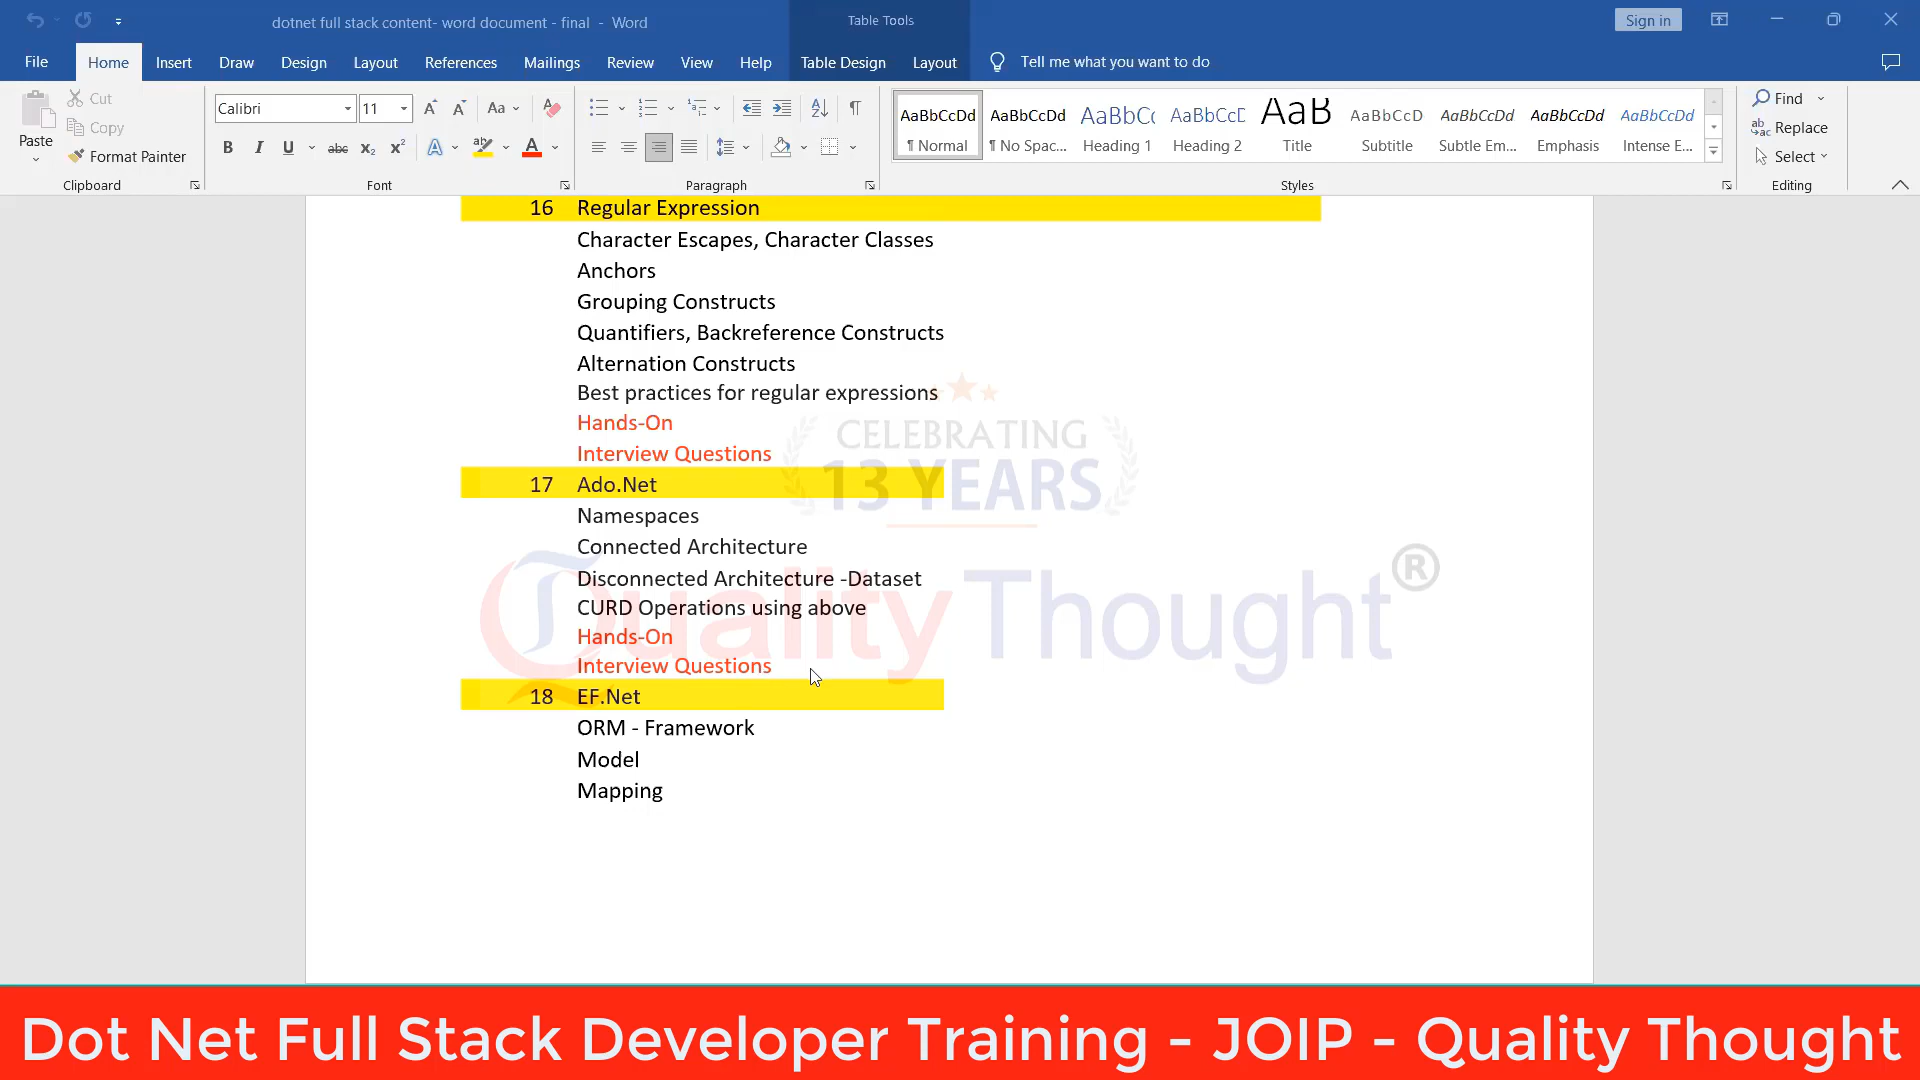 dotnet full stack content- word document - final - Word
Table Tools
Sign in
File Home Insert Draw Design Layout References Mailings Review View Help Table Design Layout Tell me what you want to do
Paste
Cut
Copy
Format Painter
Clipboard
Calibri 11
Aa
B I U abc x₂ x² A A
Font
Paragraph
AaBbCcDd AaBbCcDd AaBbCc AaBbCcC AaB AaBbCcD AaBbCcDd AaBbCcDd AaBbCcDd
¶ Normal ¶ No Spac... Heading 1 Heading 2 Title Subtitle Subtle Em... Emphasis Intense E...
Styles
Find
Replace
Select
Editing
16 Regular Expression
Character Escapes, Character Classes
Anchors
Grouping Constructs
Quantifiers, Backreference Constructs
Alternation Constructs
Best practices for regular expressions
Hands-On
Interview Questions
17 Ado.Net
Namespaces
Connected Architecture
Disconnected Architecture -Dataset
CURD Operations using above
Hands-On
Interview Questions
18 EF.Net
ORM - Framework
Model
Mapping
CELEBRATING
13 YEARS
QualityThought®
Dot Net Full Stack Developer Training - JOIP - Quality Thought